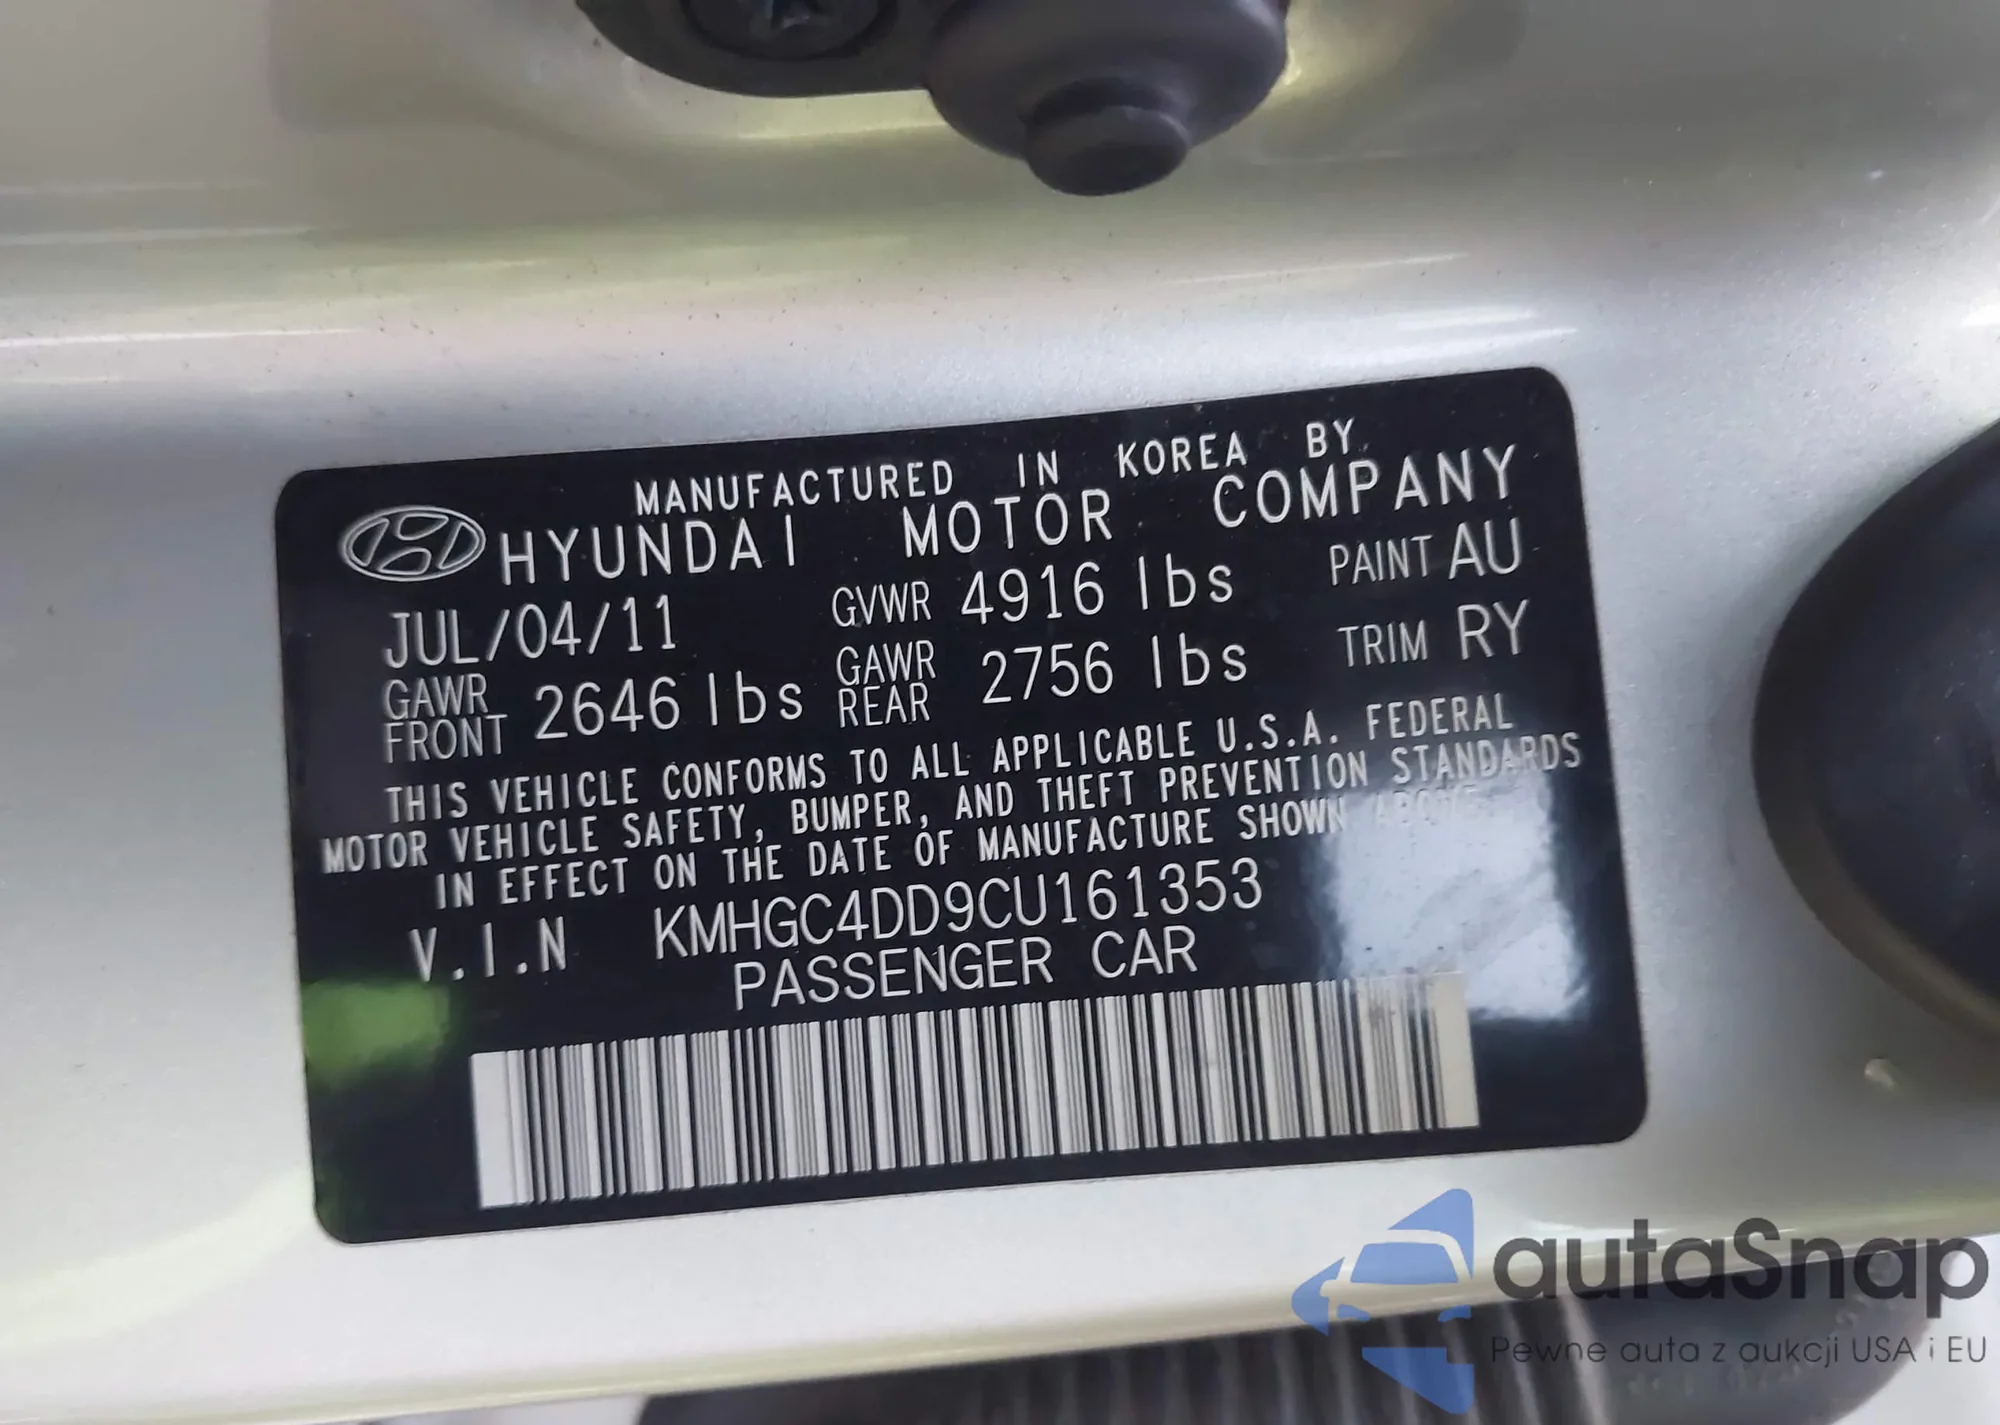 MANUFACTURED IN KOREA BY
HYUNDAI MOTOR COMPANY
JUL/04/11 GVWR 4916 lbs PAINT AU
GAWR FRONT 2646 lbs GAWR REAR 2756 lbs TRIM RY
THIS VEHICLE CONFORMS TO ALL APPLICABLE U.S.A. FEDERAL
MOTOR VEHICLE SAFETY, BUMPER, AND THEFT PREVENTION STANDARDS
IN EFFECT ON THE DATE OF MANUFACTURE SHOWN ABOVE.
V.I.N KMHGC4DD9CU161353
PASSENGER CAR
autaSnap
Pewne auta z aukcji USA i EU